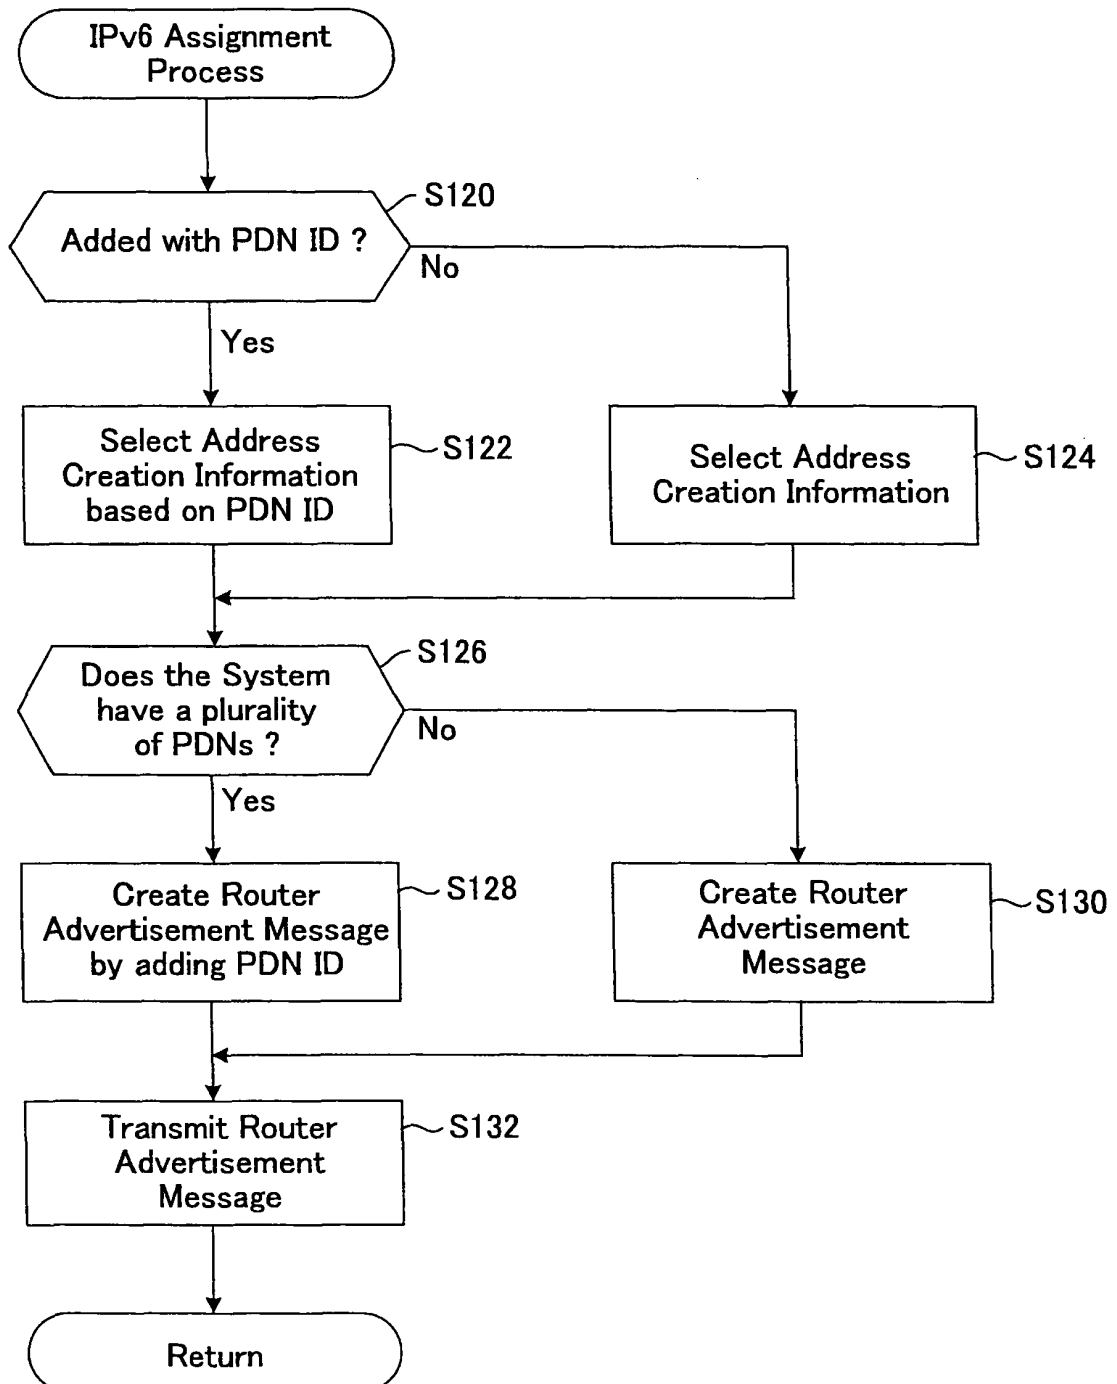 IPv6 Assignment
Process
S120
Added with PDN ID ?
No
Yes
Select Address
Creation Information
based on PDN ID
S122
Select Address
Creation Information
S124
S126
Does the System
have a plurality
of PDNs ?
No
Yes
Create Router
Advertisement Message
by adding PDN ID
S128
Create Router
Advertisement
Message
S130
Transmit Router
Advertisement
Message
S132
Return